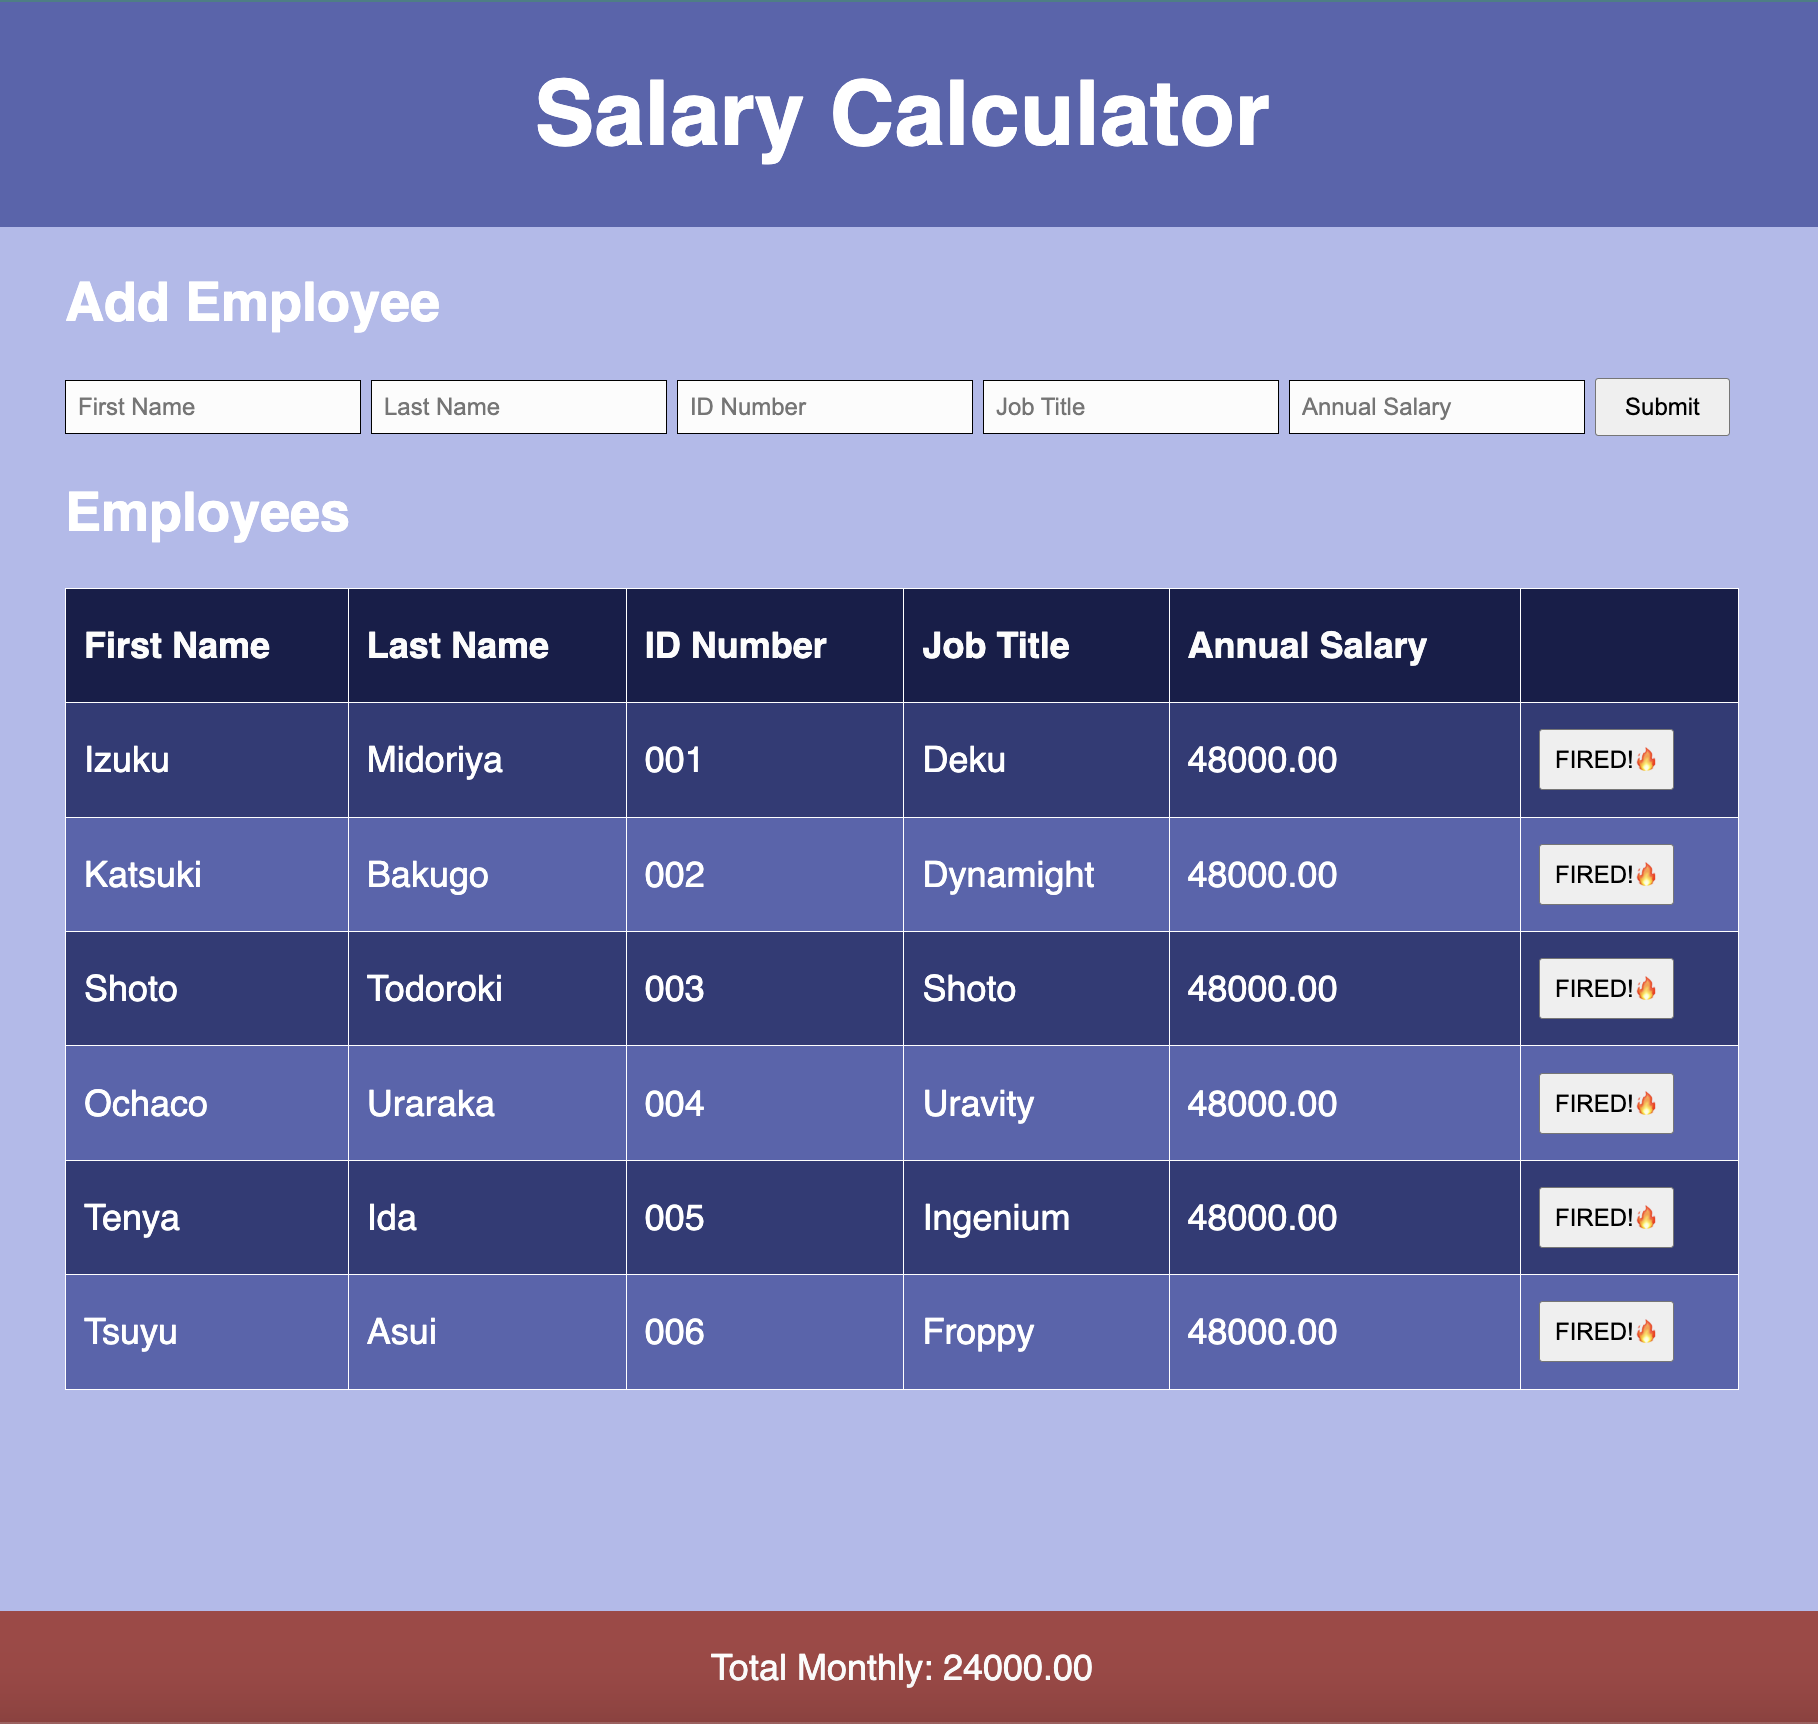 Salary Calculator
Add Employee
First Name Last Name ID Number Job Title Annual Salary Submit
Employees
First Name Last Name ID Number Job Title Annual Salary
Izuku Midoriya 001 Deku 48000.00 FIRED!🔥
Katsuki Bakugo 002 Dynamight 48000.00 FIRED!🔥
Shoto Todoroki 003 Shoto 48000.00 FIRED!🔥
Ochaco Uraraka 004 Uravity 48000.00 FIRED!🔥
Tenya Ida 005 Ingenium 48000.00 FIRED!🔥
Tsuyu Asui 006 Froppy 48000.00 FIRED!🔥
Total Monthly: 24000.00